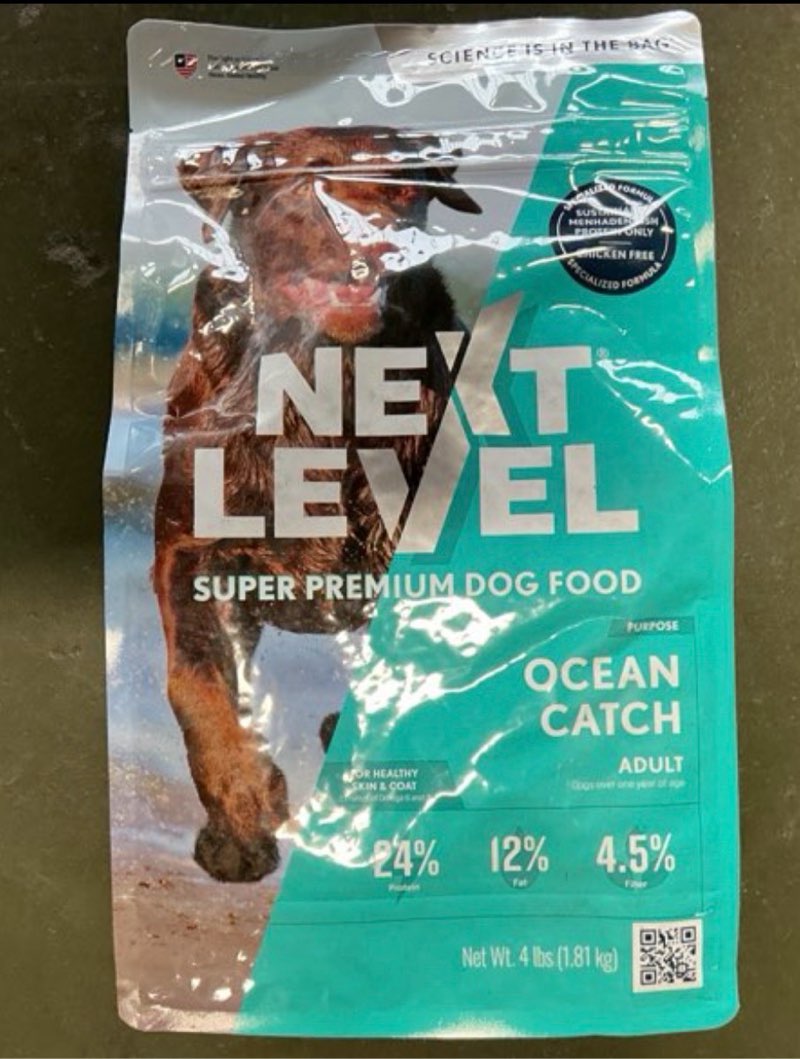 SCIENCE IS IN THE BAG
SPECIALIZED FORMULA
SUSTAINABLE
MENHADEN FISH
PROTEIN ONLY
CHICKEN FREE
SPECIALIZED FORMULA
NEXT®
LEVEL
SUPER PREMIUM DOG FOOD
PURPOSE
OCEAN
CATCH
ADULT
Dogs over one year of age
FOR HEALTHY
SKIN & COAT
24% 12% 4.5%
Protein Fat Fiber
Net Wt. 4 lbs (1.81 kg)